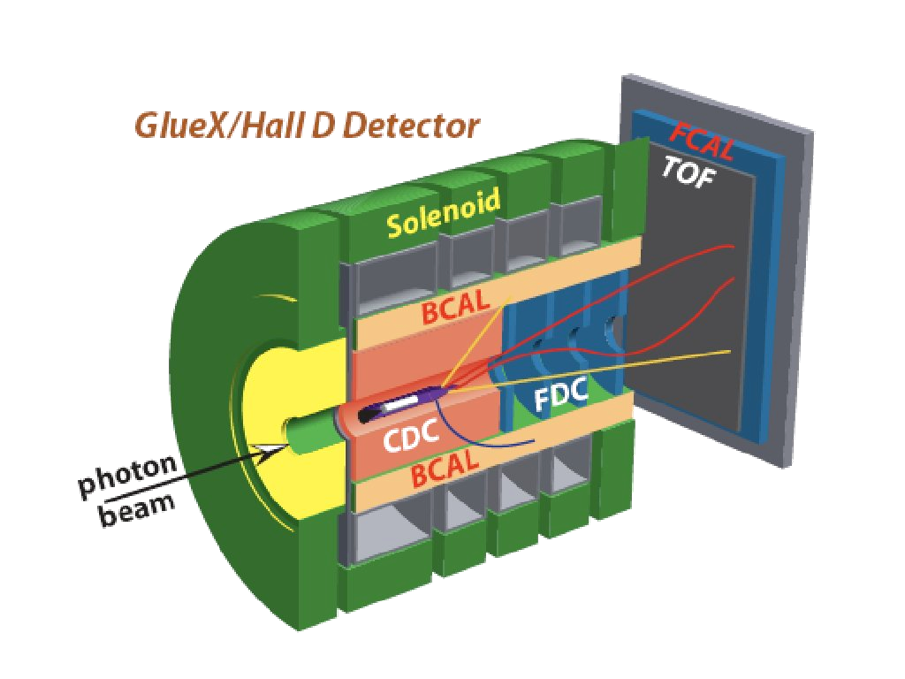 GlueX/Hall D Detector
FCAL
TOF
Solenoid
BCAL
FDC
CDC
BCAL
photon
beam